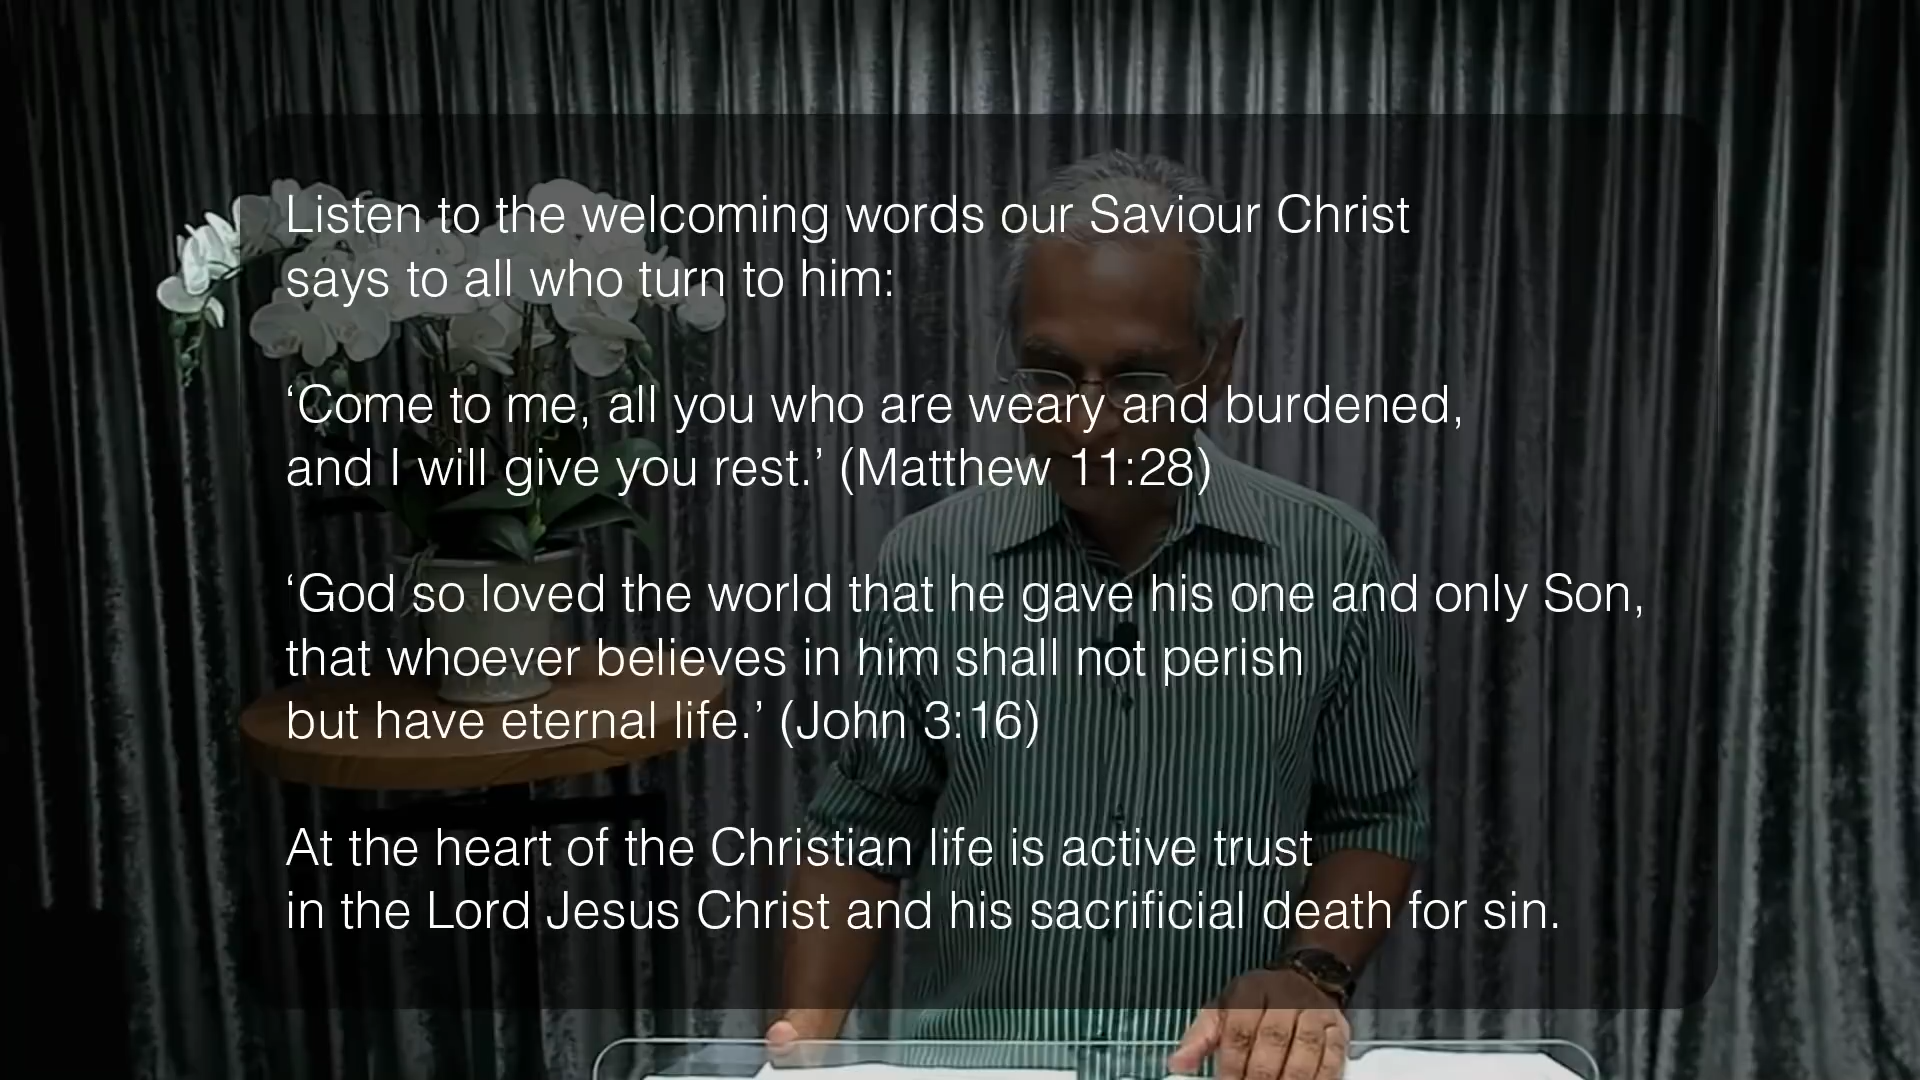 Listen to the welcoming words our Saviour Christ
says to all who turn to him:
‘Come to me, all you who are weary and burdened,
and I will give you rest.’ (Matthew 11:28)
‘God so loved the world that he gave his one and only Son,
that whoever believes in him shall not perish
but have eternal life.’ (John 3:16)
At the heart of the Christian life is active trust
in the Lord Jesus Christ and his sacrificial death for sin.